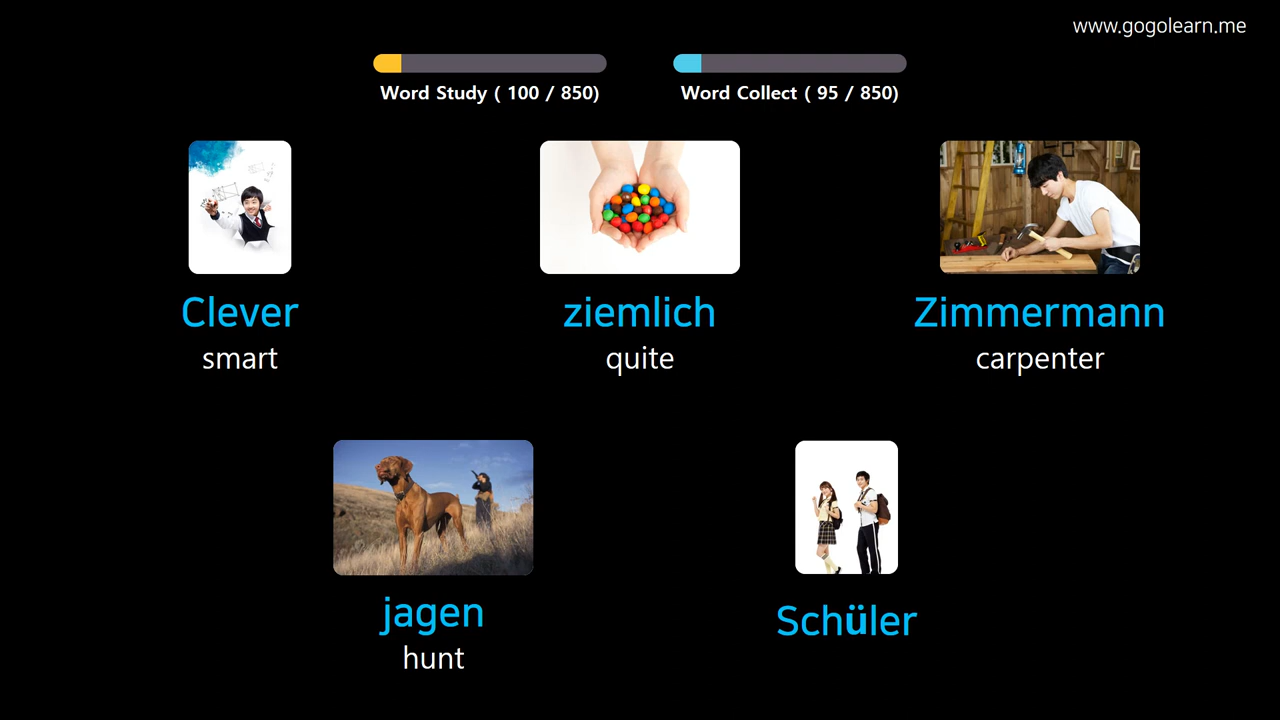 www.gogolearn.me
Word Study ( 100 / 850)
Word Collect ( 95 / 850)
Clever
smart
ziemlich
quite
Zimmermann
carpenter
jagen
hunt
Schüler